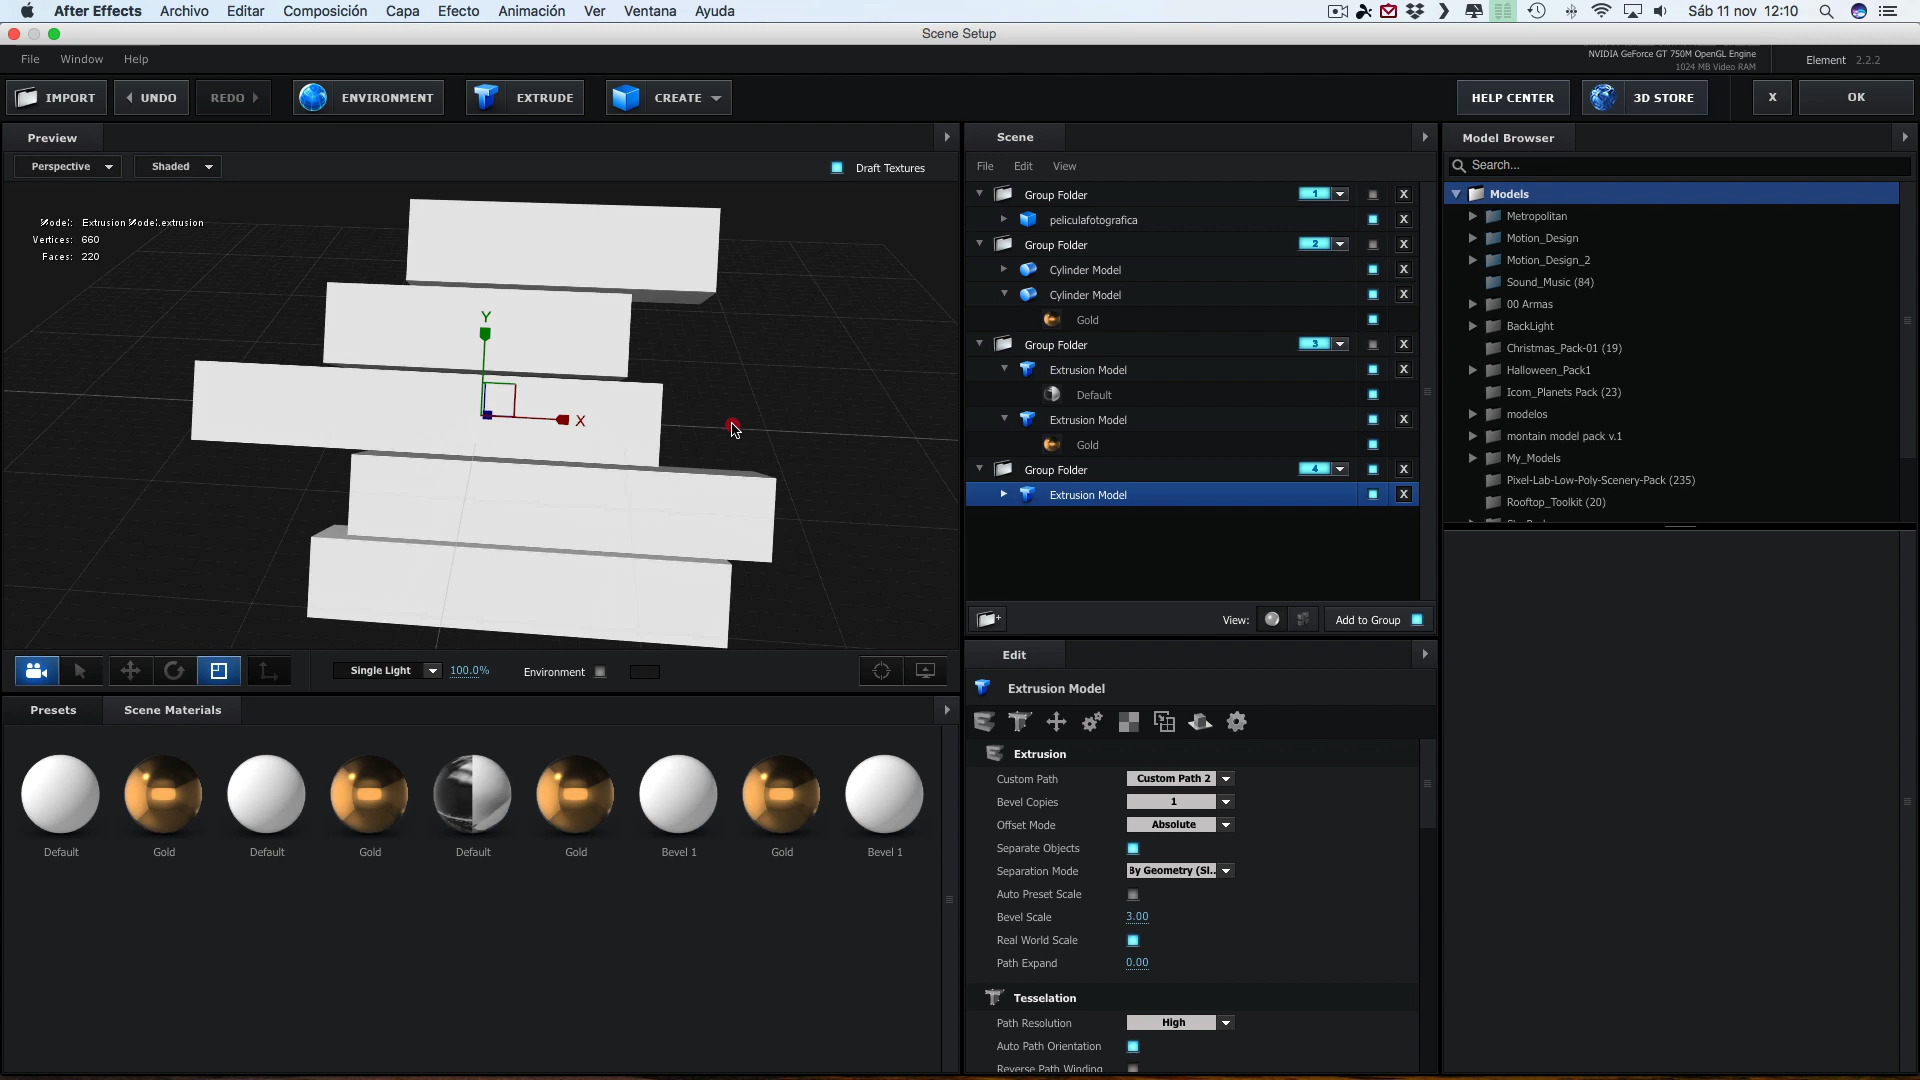 After Effects Archivo Editar Composición Capa Efecto Animación Ver Ventana Ayuda Sáb 11 nov 12:10
Scene Setup
File Window Help
NVIDIA GeForce GT 750M OpenGL Engine
1024 MB Video RAM
Element 2.2.2
IMPORT UNDO REDO ENVIRONMENT EXTRUDE CREATE HELP CENTER 3D STORE X OK
Preview
Perspective Shaded Draft Textures
Model: Extrusion Model.extrusion
Vertices: 660
Faces: 220
Y
X
Single Light 100.0% Environment
Presets Scene Materials
Default Gold Default Gold Default Gold Bevel 1 Gold Bevel 1
Scene
File Edit View
Group Folder 1 X
peliculafotografica X
Group Folder 2 X
Cylinder Model X
Cylinder Model X
Gold
Group Folder 3 X
Extrusion Model X
Default
Extrusion Model X
Gold
Group Folder 4 X
Extrusion Model X
View: Add to Group
Edit
Extrusion Model
Extrusion
Custom Path Custom Path 2
Bevel Copies 1
Offset Mode Absolute
Separate Objects
Separation Mode By Geometry (Sl..
Auto Preset Scale
Bevel Scale 3.00
Real World Scale
Path Expand 0.00
Tesselation
Path Resolution High
Auto Path Orientation
Reverse Path Winding
Model Browser
Search...
Models
Metropolitan
Motion_Design
Motion_Design_2
Sound_Music (84)
00 Armas
BackLight
Christmas_Pack-01 (19)
Halloween_Pack1
Icom_Planets Pack (23)
modelos
montain model pack v.1
My_Models
Pixel-Lab-Low-Poly-Scenery-Pack (235)
Rooftop_Toolkit (20)